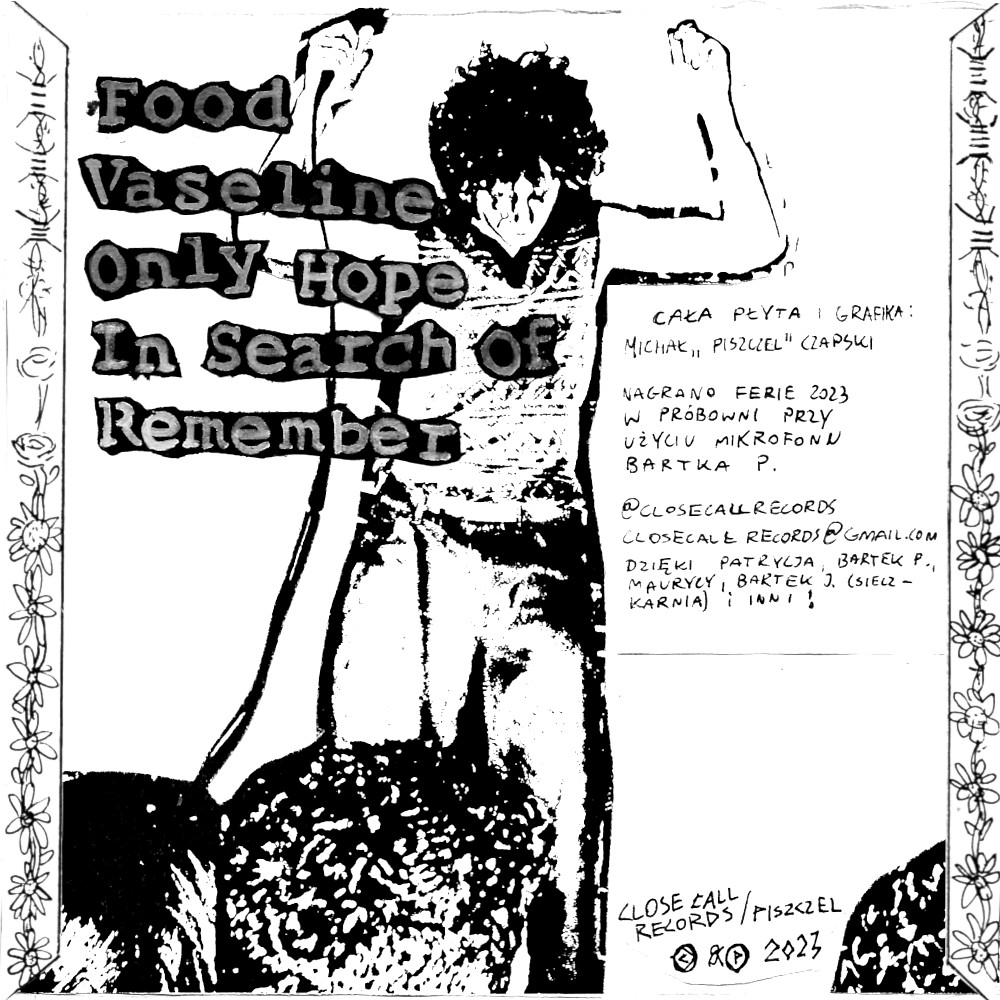 Food
Vaseline
Only Hope
In Search Of
Remember
CAŁA PŁYTA I GRAFIKA:
MICHAŁ „PISZCZEL" CZAPSKI
NAGRANO FERIE 2023
W PRÓBOWNI PRZY
UŻYCIU MIKROFONU
BARTKA P.
@CLOSECALLRECORDS
CLOSECALLRECORDS@GMAIL.COM
DZIĘKI PATRYCJA, BARTEK P.,
MAURYCY, BARTEK J. (SIECZ-
KARNIA) i INNI!
CLOSE CALL
RECORDS/PISZCZEL
© & ℗ 2023